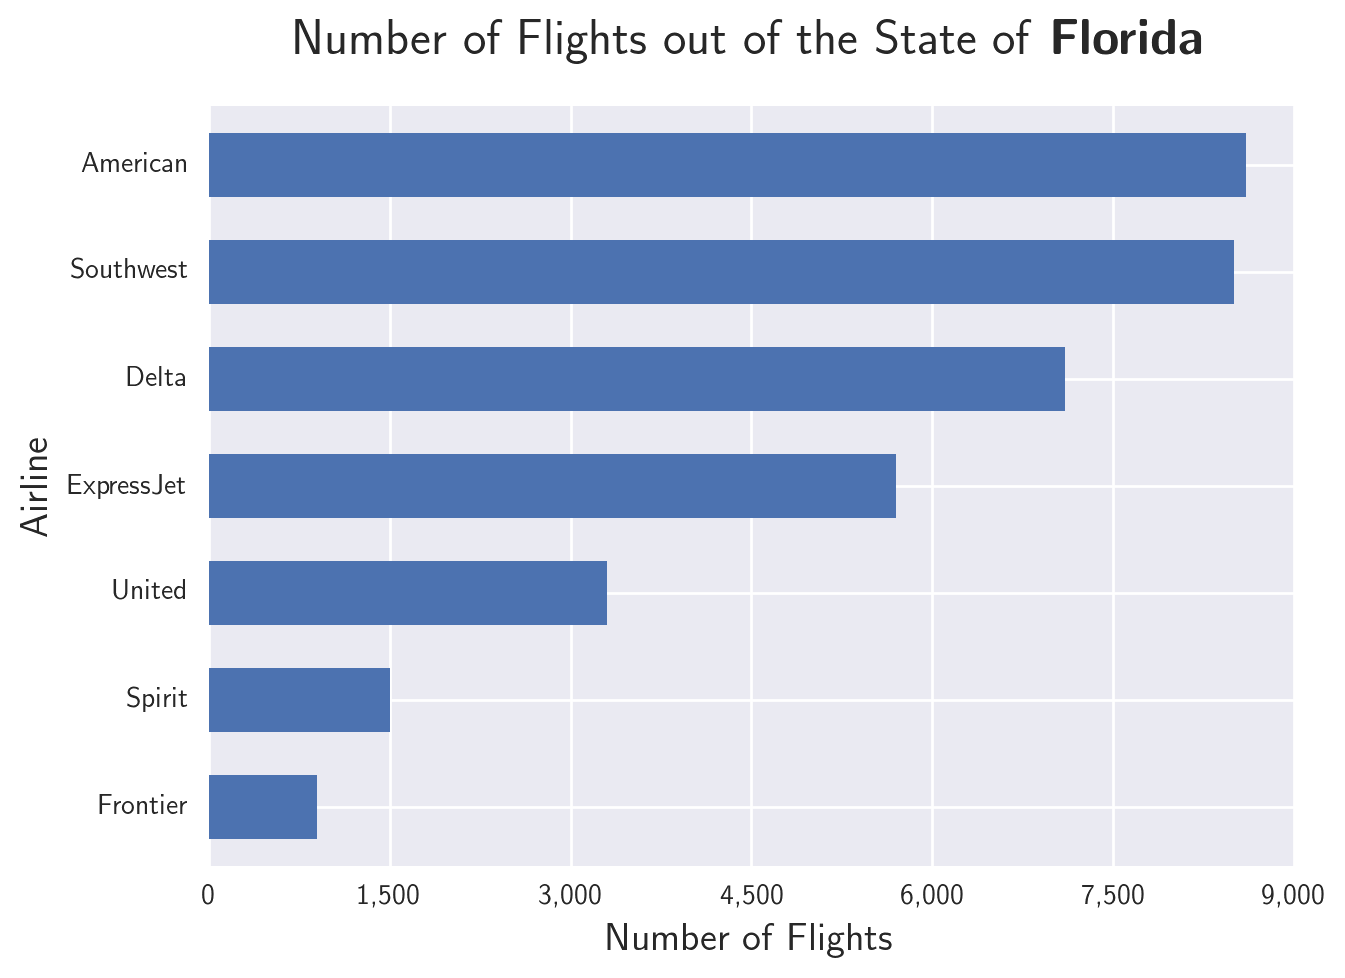 Number of Flights out of the State of Florida
American
Southwest
Delta
ExpressJet
United
Spirit
Frontier
Airline
0 1,500 3,000 4,500 6,000 7,500 9,000
Number of Flights